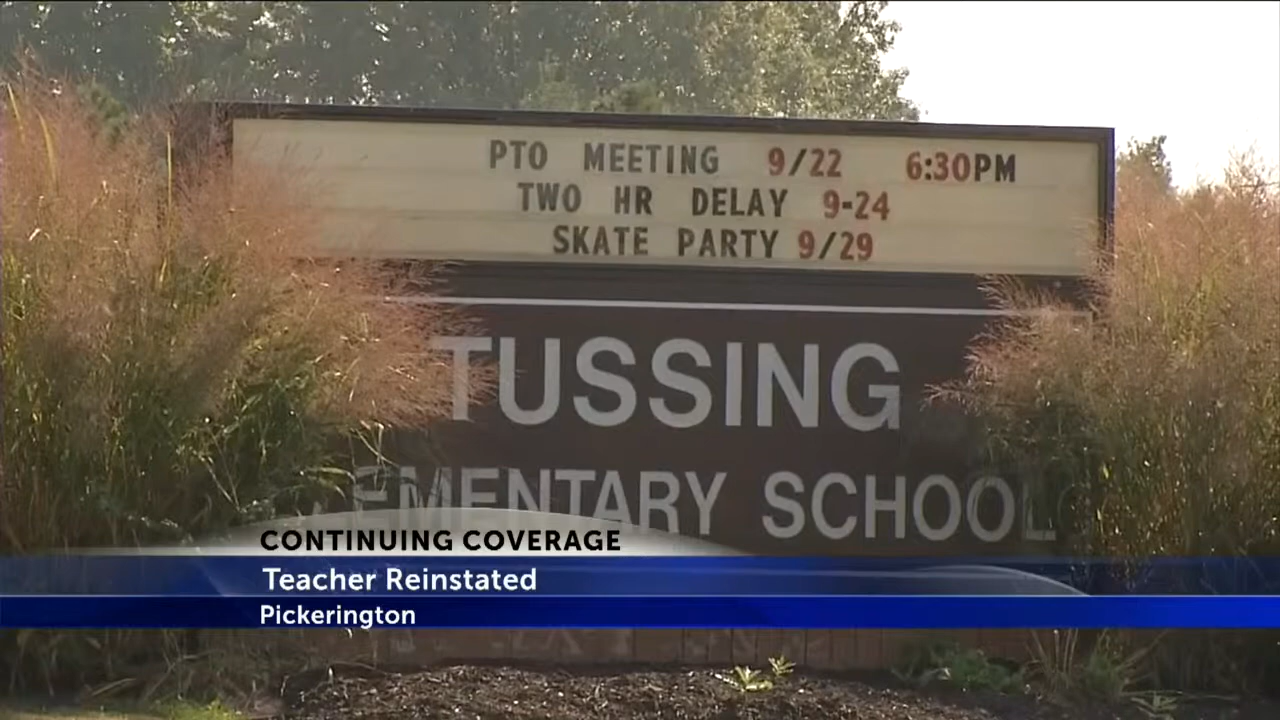 PTO MEETING 9/22 6:30PM
TWO HR DELAY 9-24
SKATE PARTY 9/29
TUSSING
EMENTARY SCHOOL
CONTINUING COVERAGE
Teacher Reinstated
Pickerington